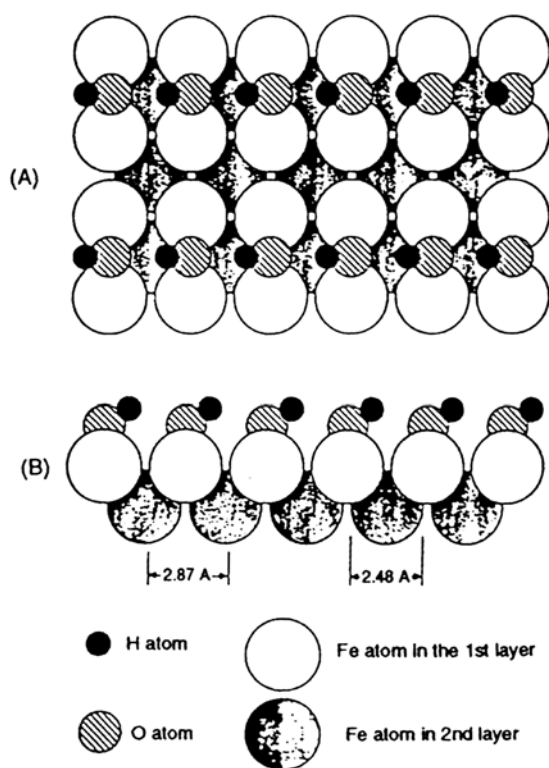 (A)
(B)
2.87 A
2.48 A
H atom
Fe atom in the 1st layer
O atom
Fe atom in 2nd layer